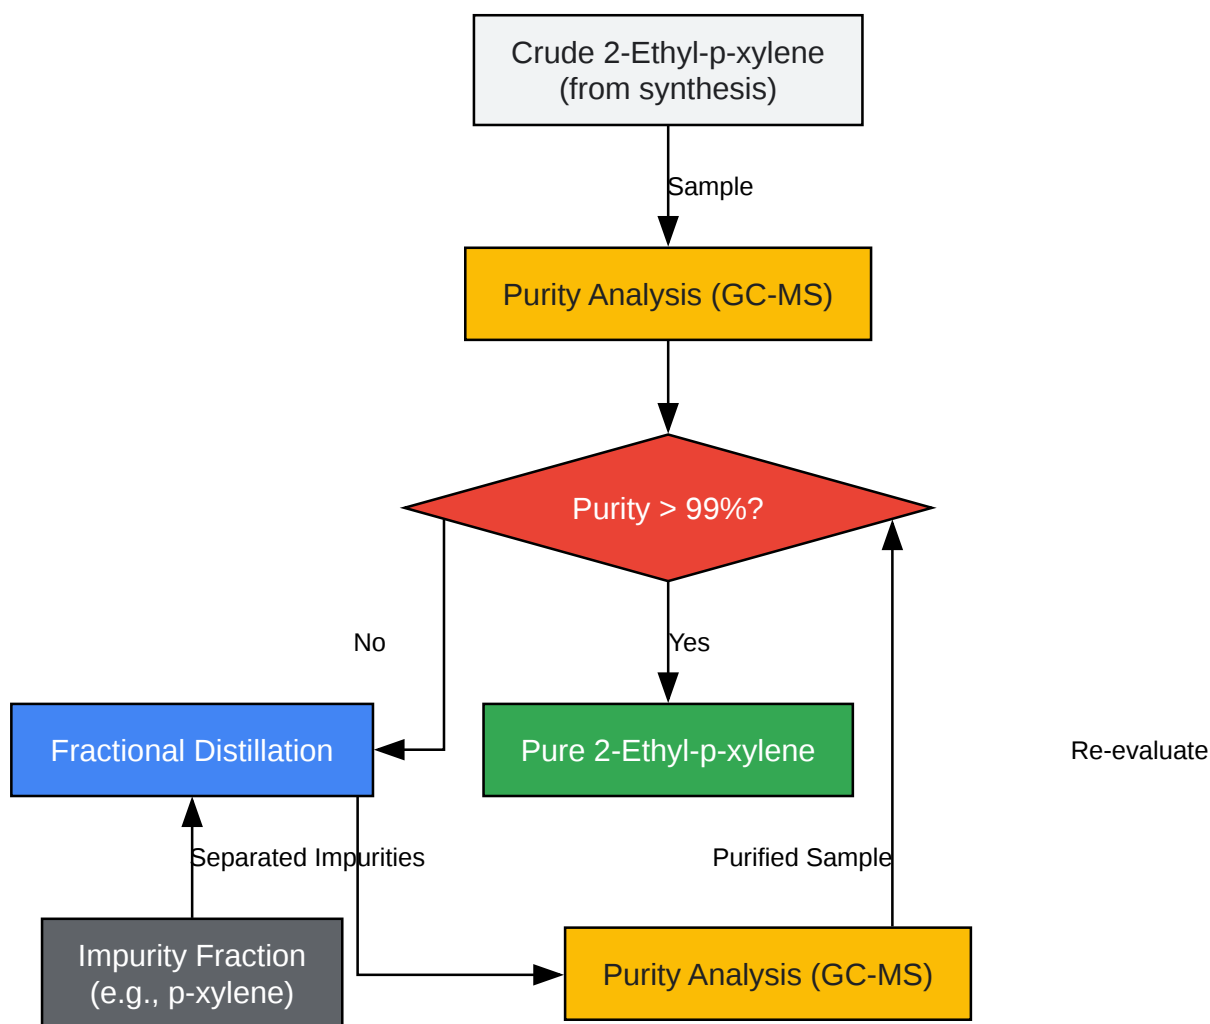 Crude 2-Ethyl-p-xylene
(from synthesis)
Sample
Purity Analysis (GC-MS)
Purity > 99%?
No
Yes
Fractional Distillation
Pure 2-Ethyl-p-xylene
Re-evaluate
Separated Impurities
Purified Sample
Impurity Fraction
(e.g., p-xylene)
Purity Analysis (GC-MS)